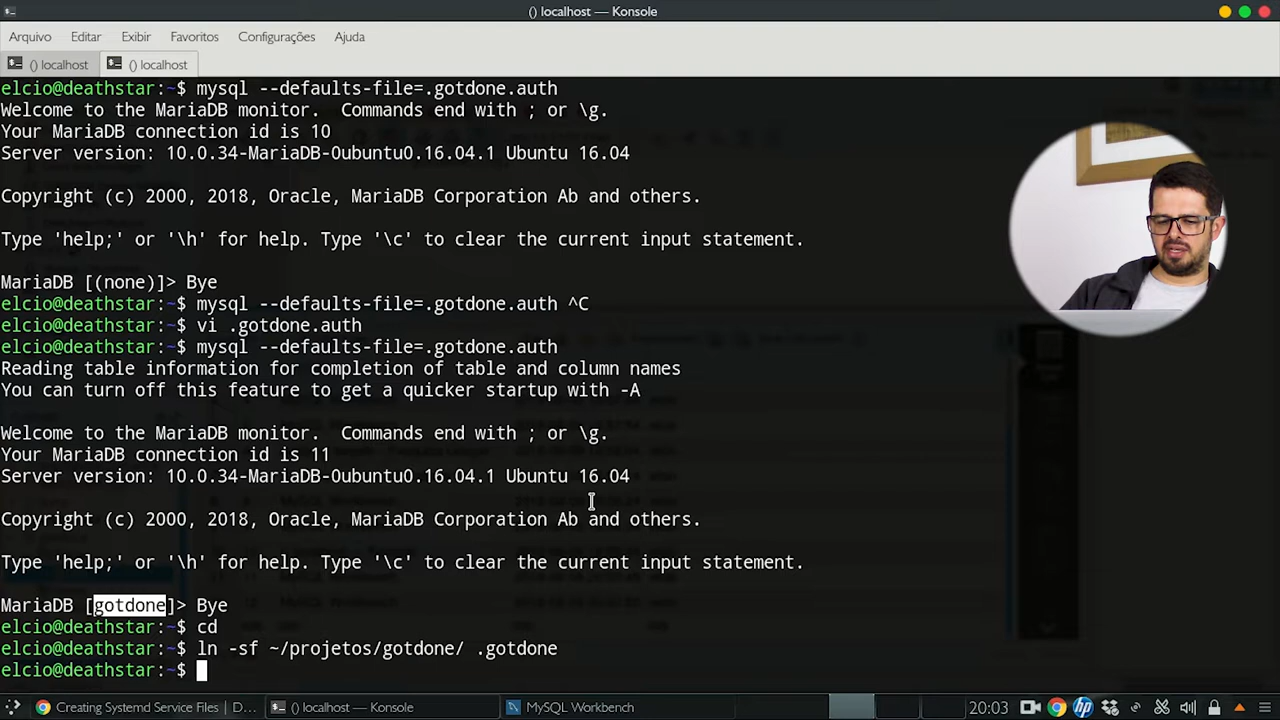 () localhost — Konsole
Arquivo Editar Exibir Favoritos Configurações Ajuda
() localhost () localhost
elcio@deathstar:~$ mysql --defaults-file=.gotdone.auth
Welcome to the MariaDB monitor.  Commands end with ; or \g.
Your MariaDB connection id is 10
Server version: 10.0.34-MariaDB-0ubuntu0.16.04.1 Ubuntu 16.04
Copyright (c) 2000, 2018, Oracle, MariaDB Corporation Ab and others.
Type 'help;' or '\h' for help. Type '\c' to clear the current input statement.
MariaDB [(none)]> Bye
elcio@deathstar:~$ mysql --defaults-file=.gotdone.auth ^C
elcio@deathstar:~$ vi .gotdone.auth
elcio@deathstar:~$ mysql --defaults-file=.gotdone.auth
Reading table information for completion of table and column names
You can turn off this feature to get a quicker startup with -A
Welcome to the MariaDB monitor.  Commands end with ; or \g.
Your MariaDB connection id is 11
Server version: 10.0.34-MariaDB-0ubuntu0.16.04.1 Ubuntu 16.04
Copyright (c) 2000, 2018, Oracle, MariaDB Corporation Ab and others.
Type 'help;' or '\h' for help. Type '\c' to clear the current input statement.
MariaDB [gotdone]> Bye
elcio@deathstar:~$ cd
elcio@deathstar:~$ ln -sf ~/projetos/gotdone/ .gotdone
elcio@deathstar:~$
Creating Systemd Service Files | D... () localhost — Konsole MySQL Workbench 20:03